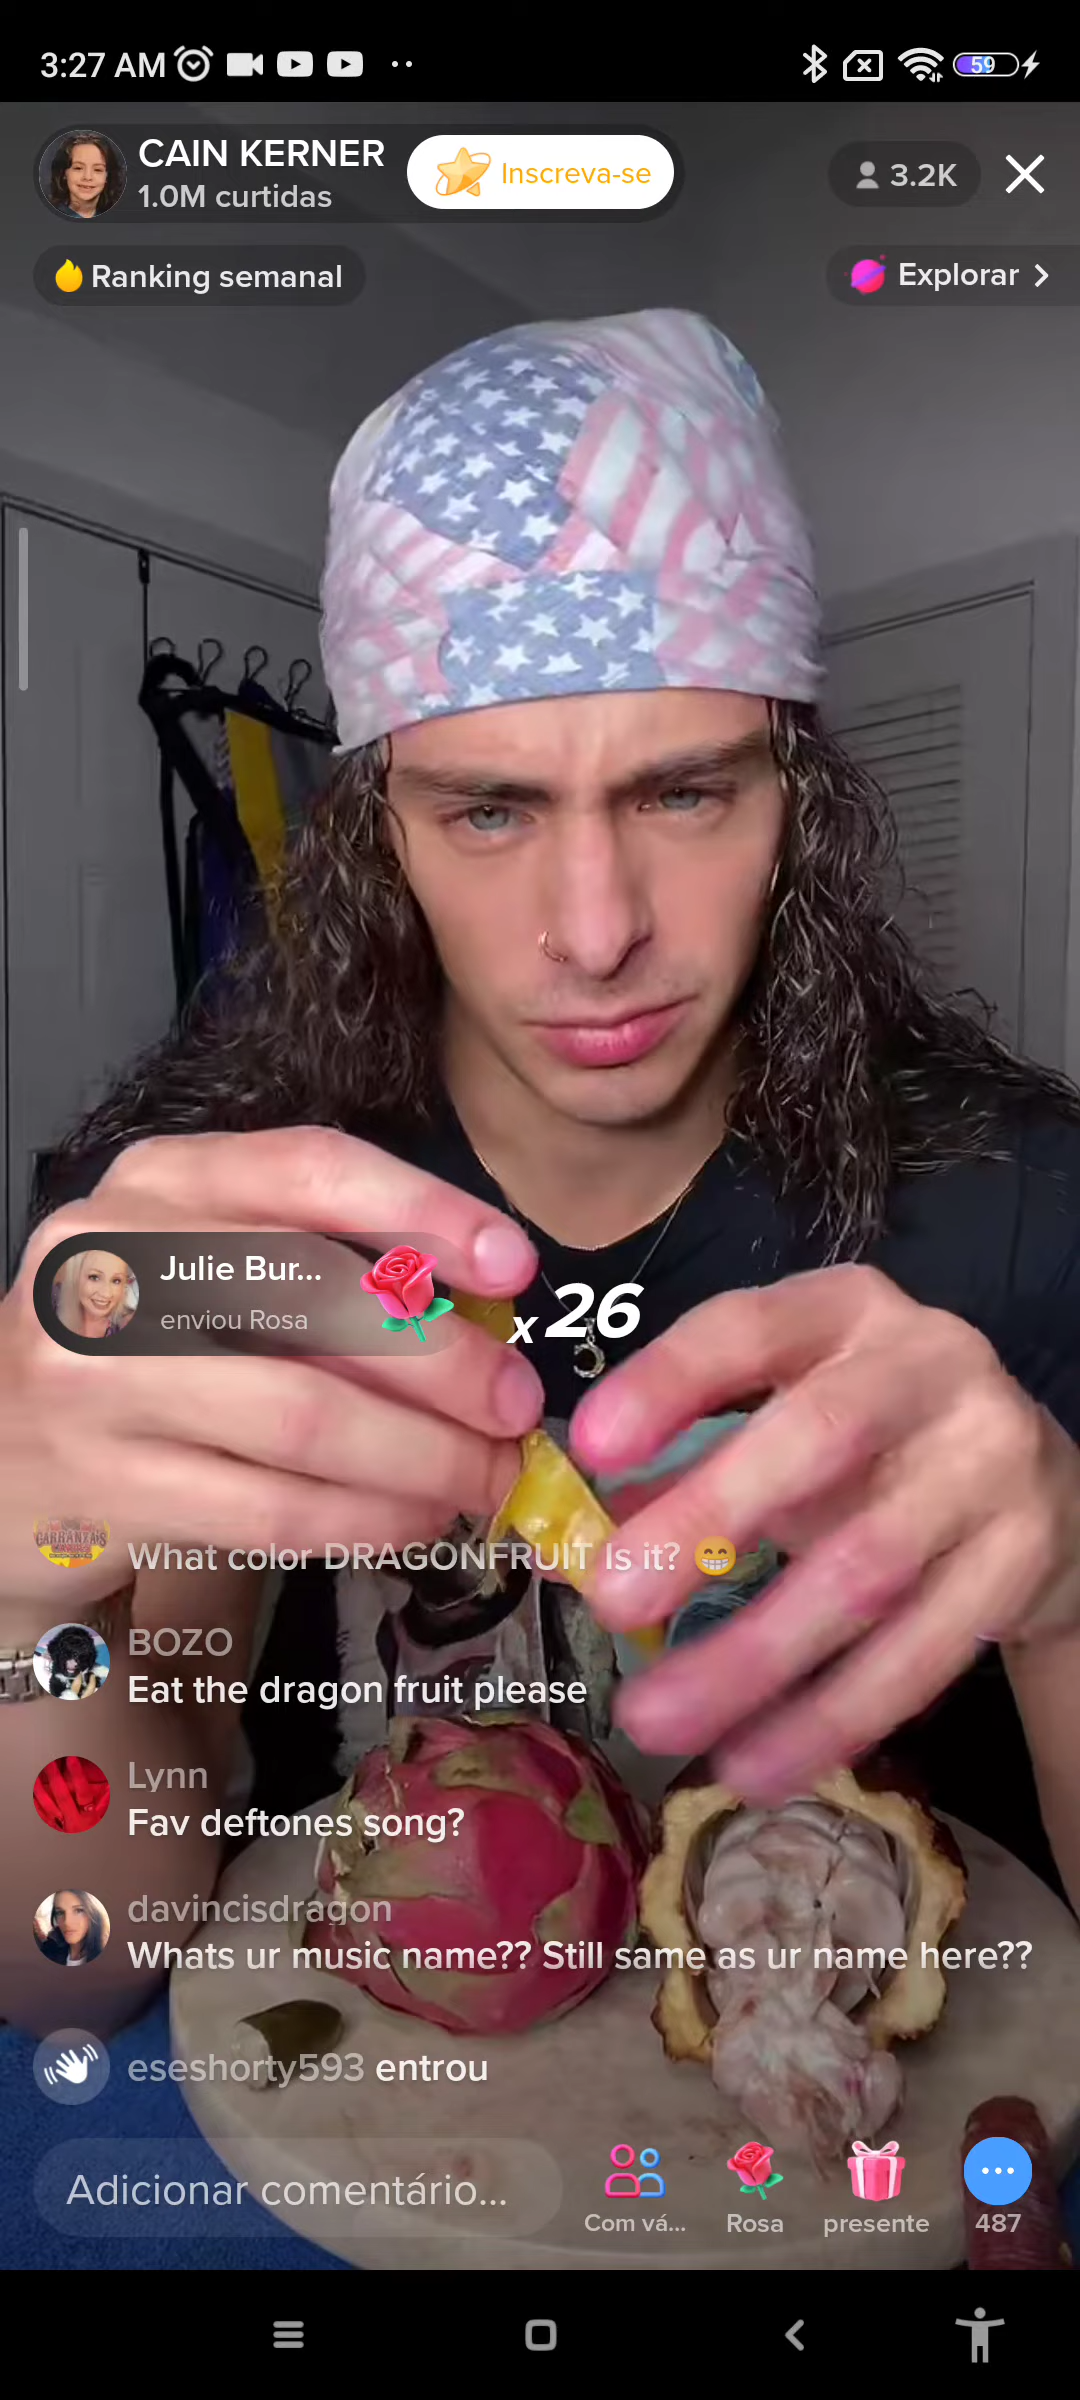 3:27 AM
59
CAIN KERNER
1.0M curtidas
Inscreva-se
3.2K
Ranking semanal
Explorar
Julie Bur...
enviou Rosa
x 26
What color DRAGONFRUIT Is it? 😁
BOZO
Eat the dragon fruit please
Lynn
Fav deftones song?
davincisdragon
Whats ur music name?? Still same as ur name here??
eseshorty593 entrou
Adicionar comentário...
Com vá...
Rosa
presente
487